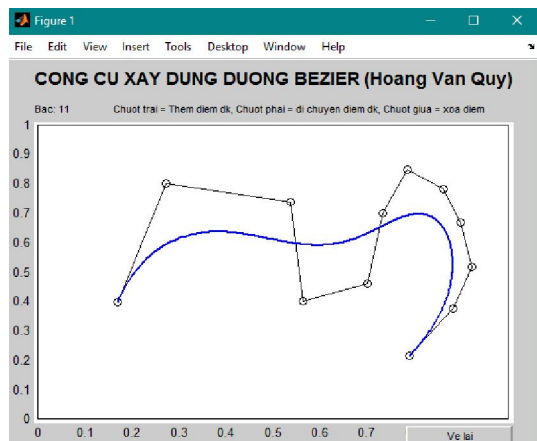 Figure 1
File Edit View Insert Tools Desktop Window Help
CONG CU XAY DUNG DUONG BEZIER (Hoang Van Quy)
Bac: 11 Chuot trai = Them diem dk, Chuot phai = di chuyen diem dk, Chuot giua = xoa diem
1
0.9
0.8
0.7
0.6
0.5
0.4
0.3
0.2
0.1
0
0 0.1 0.2 0.3 0.4 0.5 0.6 0.7
Ve lai